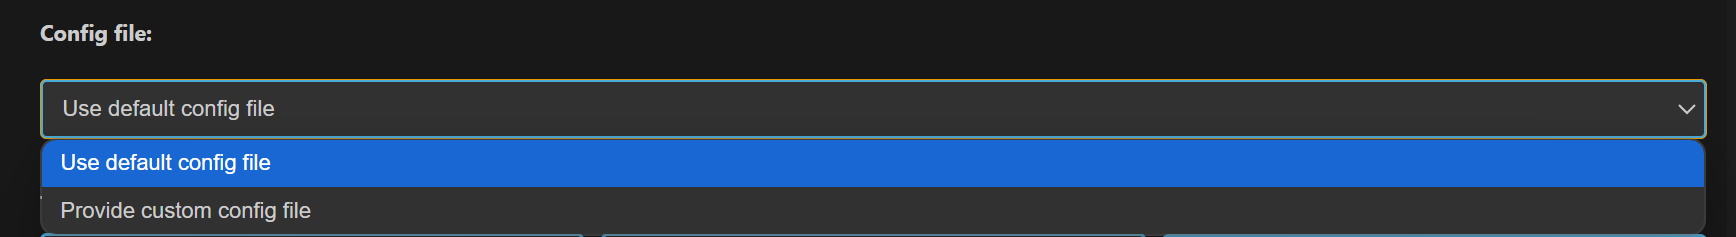 Config file:
Use default config file
Use default config file
Provide custom config file